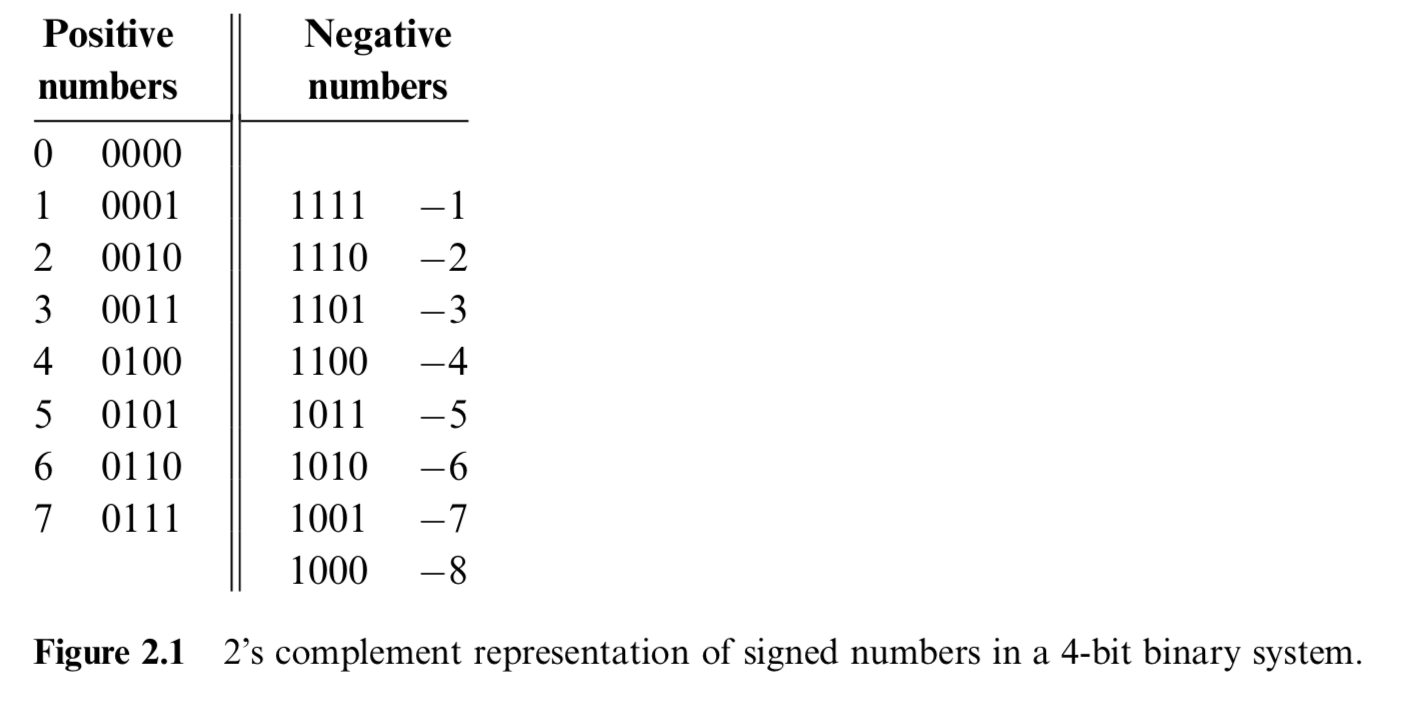 Positive Negative
numbers numbers
0 0000
1 0001 1111 −1
2 0010 1110 −2
3 0011 1101 −3
4 0100 1100 −4
5 0101 1011 −5
6 0110 1010 −6
7 0111 1001 −7
1000 −8
Figure 2.1 2’s complement representation of signed numbers in a 4-bit binary system.